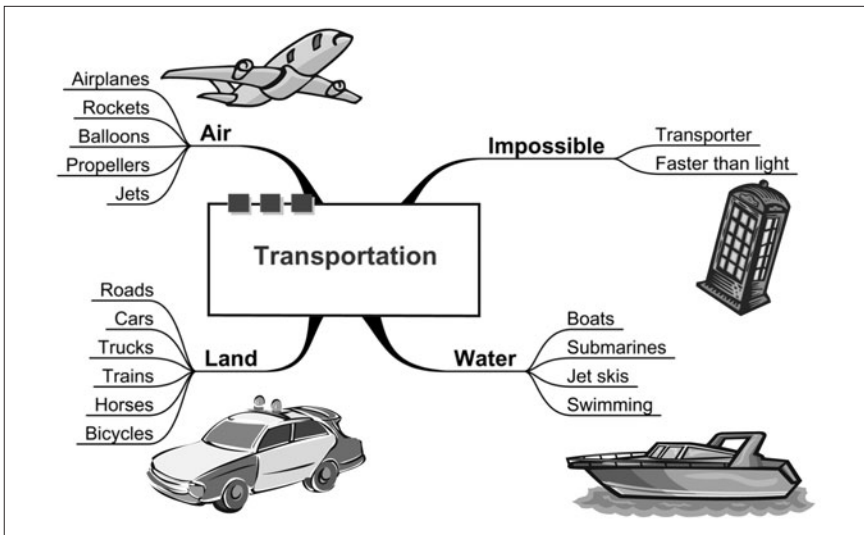 Airplanes
Rockets
Balloons
Propellers
Jets
Air
Impossible
Transporter
Faster than light
Transportation
Roads
Cars
Trucks
Trains
Horses
Bicycles
Land
Water
Boats
Submarines
Jet skis
Swimming